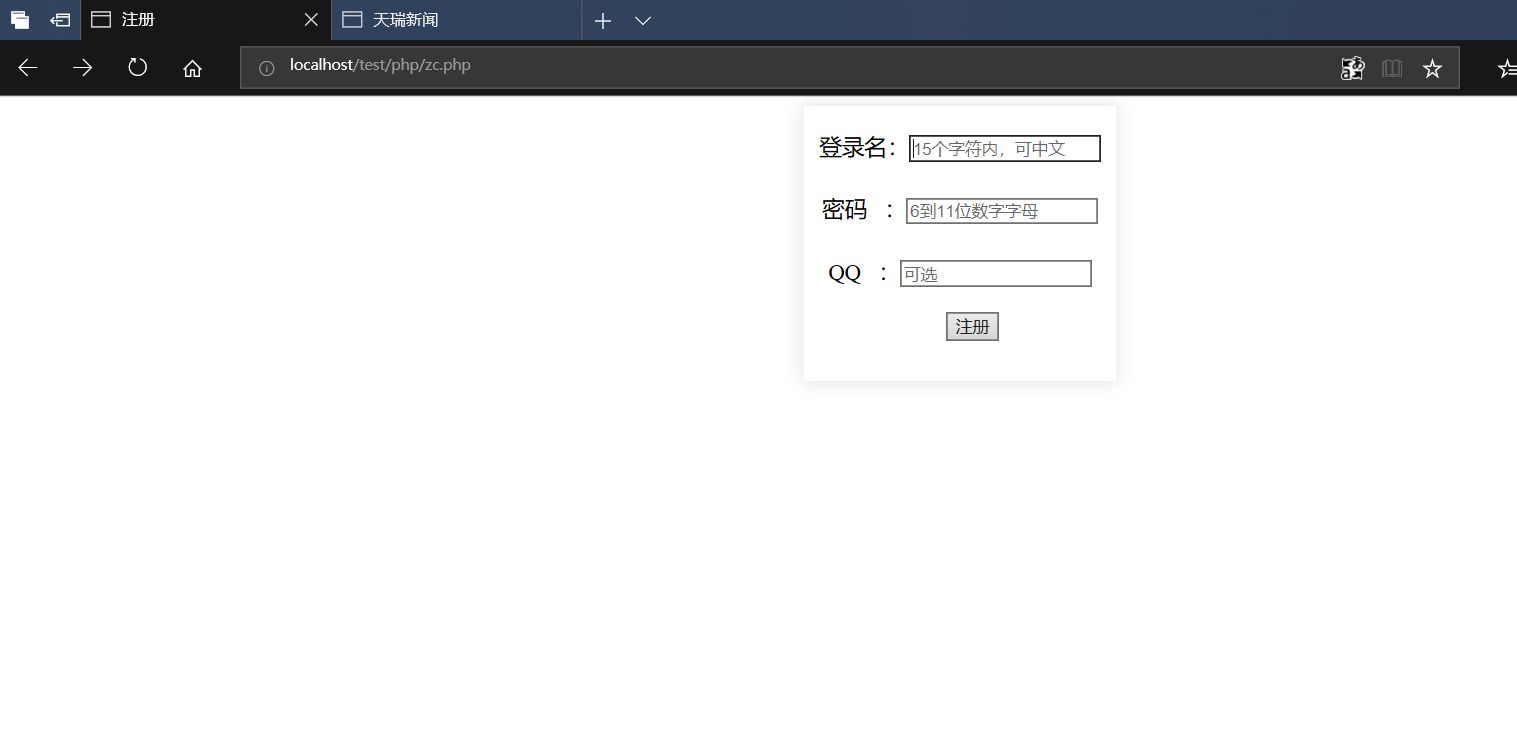 注册
天瑞新闻
localhost/test/php/zc.php
登录名：15个字符内，可中文
密码 ：6到11位数字字母
QQ ：可选
注册